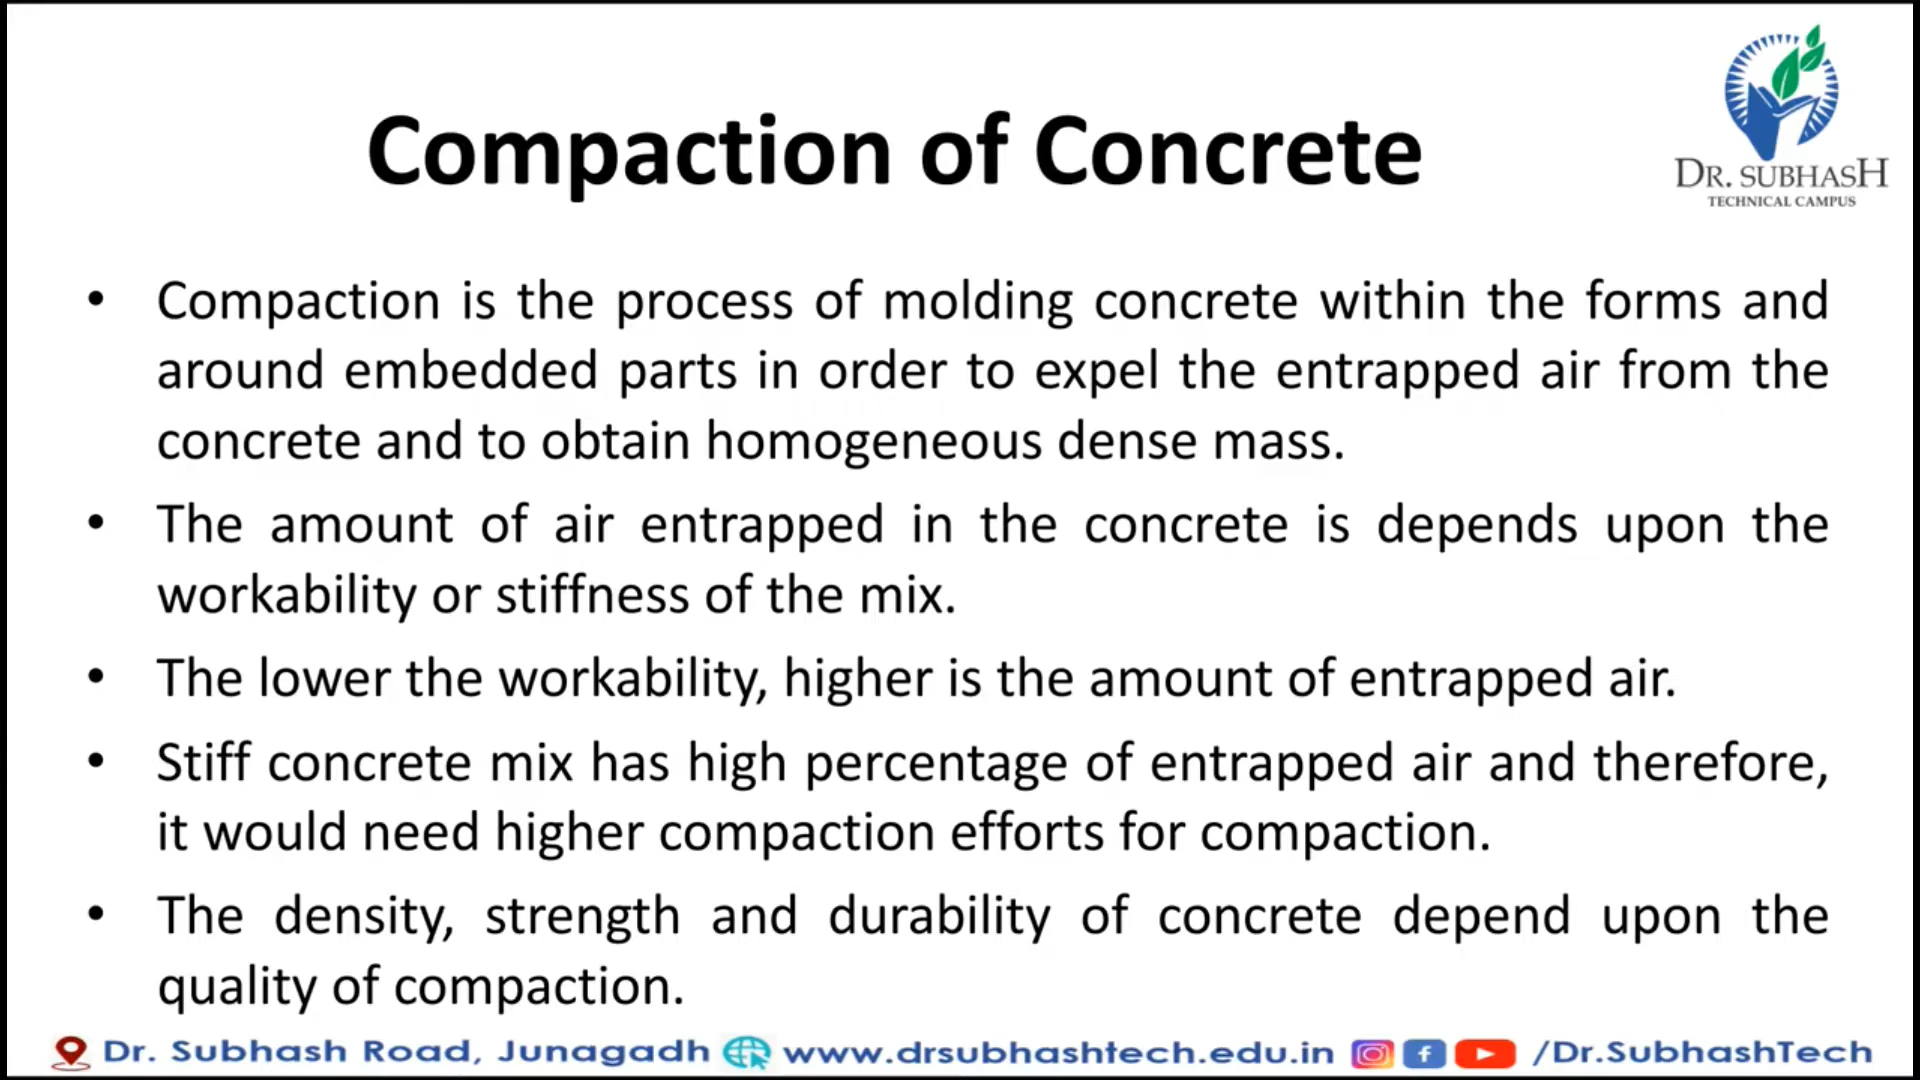 Compaction of Concrete
DR. SUBHASH
TECHNICAL CAMPUS
• Compaction is the process of molding concrete within the forms and
around embedded parts in order to expel the entrapped air from the
concrete and to obtain homogeneous dense mass.
• The amount of air entrapped in the concrete is depends upon the
workability or stiffness of the mix.
• The lower the workability, higher is the amount of entrapped air.
• Stiff concrete mix has high percentage of entrapped air and therefore,
it would need higher compaction efforts for compaction.
• The density, strength and durability of concrete depend upon the
quality of compaction.
Dr. Subhash Road, Junagadh www.drsubhashtech.edu.in /Dr.SubhashTech